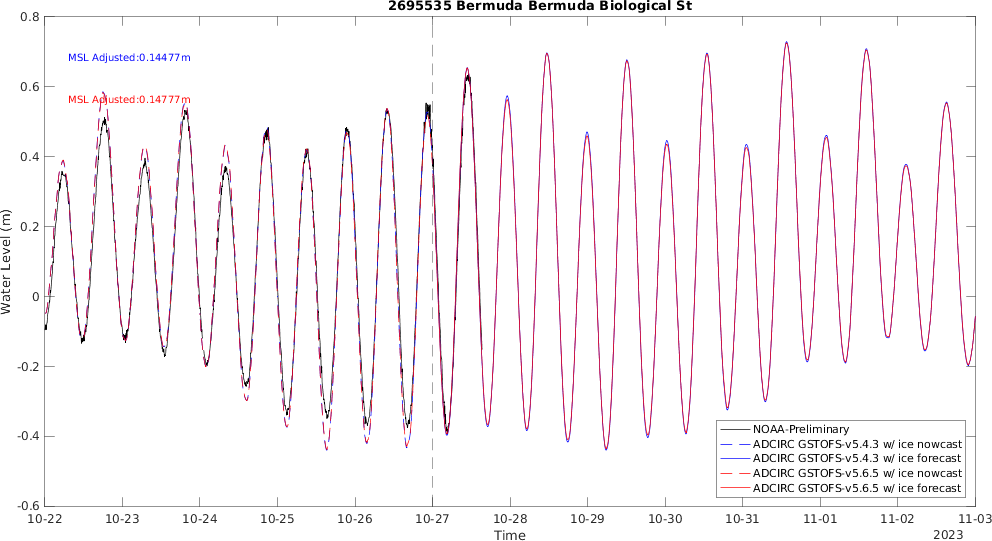 2695535 Bermuda Bermuda Biological St
0.8
MSL Adjusted:0.14477m
0.6
MSL Adjusted:0.14777m
0.4
0.2
Water Level (m)
0
-0.2
-0.4
NOAA-Preliminary
ADCIRC GSTOFS-v5.4.3 w/ ice nowcast
ADCIRC GSTOFS-v5.4.3 w/ ice forecast
ADCIRC GSTOFS-v5.6.5 w/ ice nowcast
ADCIRC GSTOFS-v5.6.5 w/ ice forecast
-0.6
10-22 10-23 10-24 10-25 10-26 10-27 10-28 10-29 10-30 10-31 11-01 11-02 11-03
Time
2023